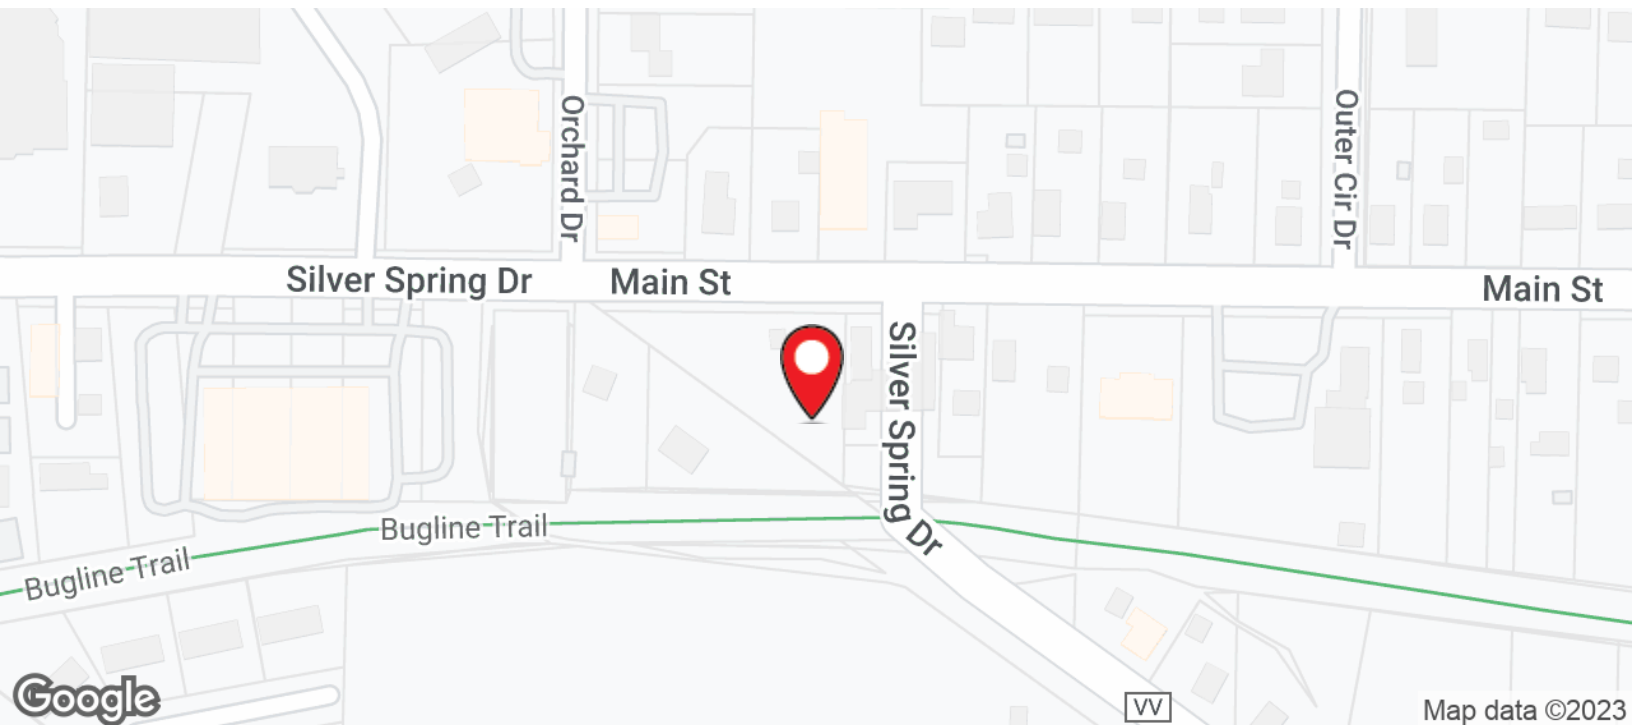 Orchard Dr
Outer Cir Dr
Silver Spring Dr
Main St
Main St
Silver Spring Dr
Bugline Trail
Bugline Trail
VV
Google
Map data ©2023